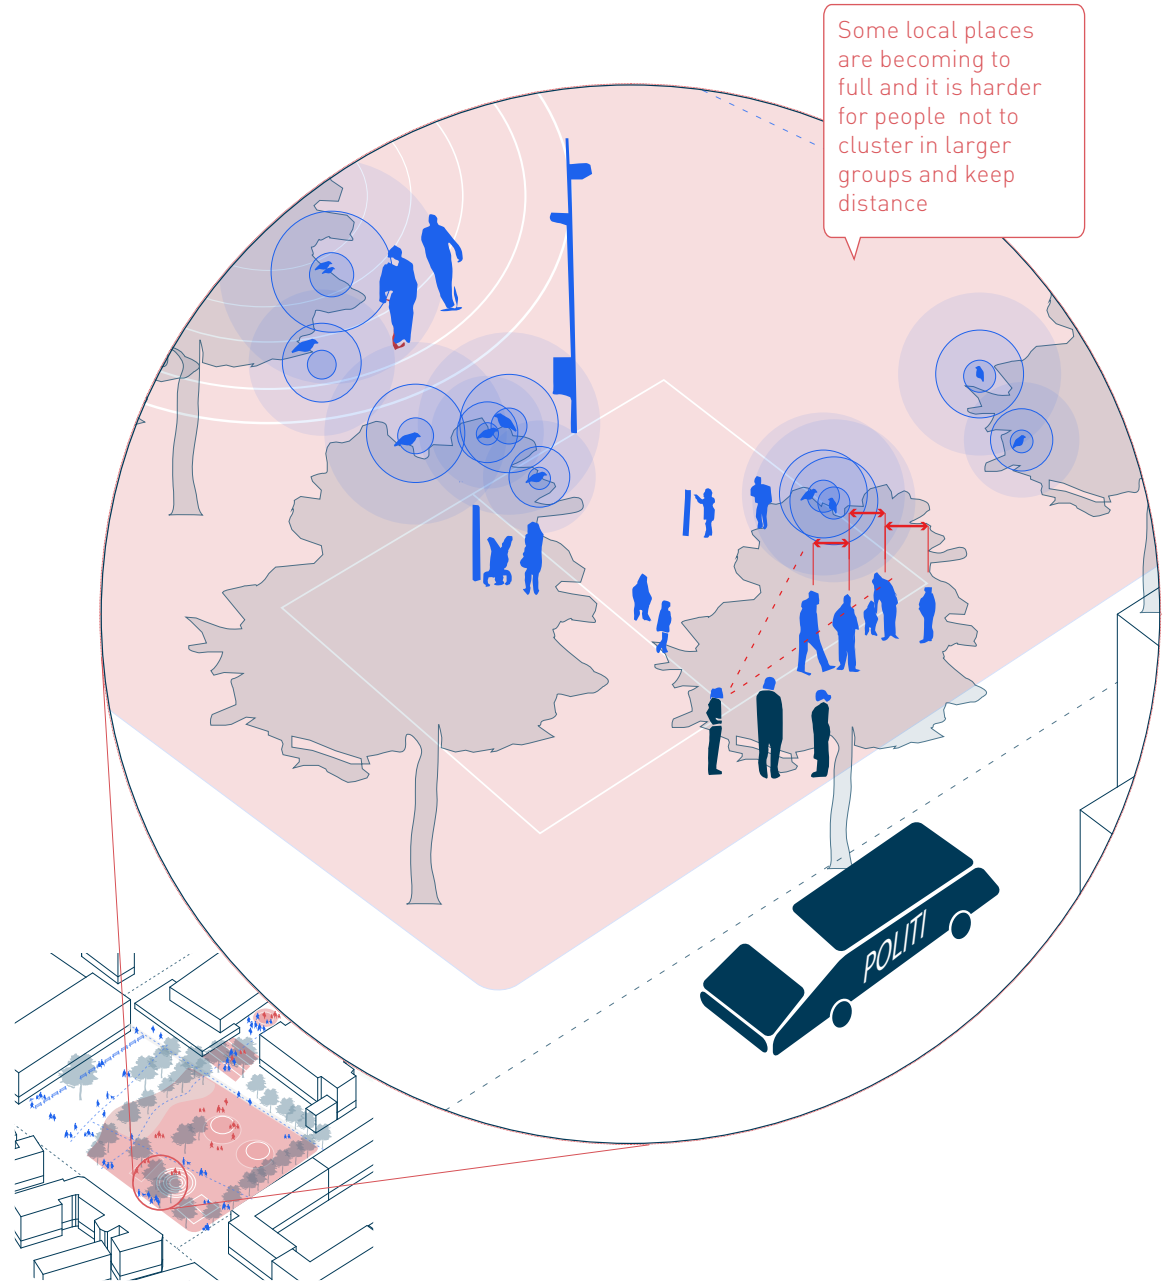 Some local places
are becoming to
full and it is harder
for people  not to
cluster in larger
groups and keep
distance
POLITI